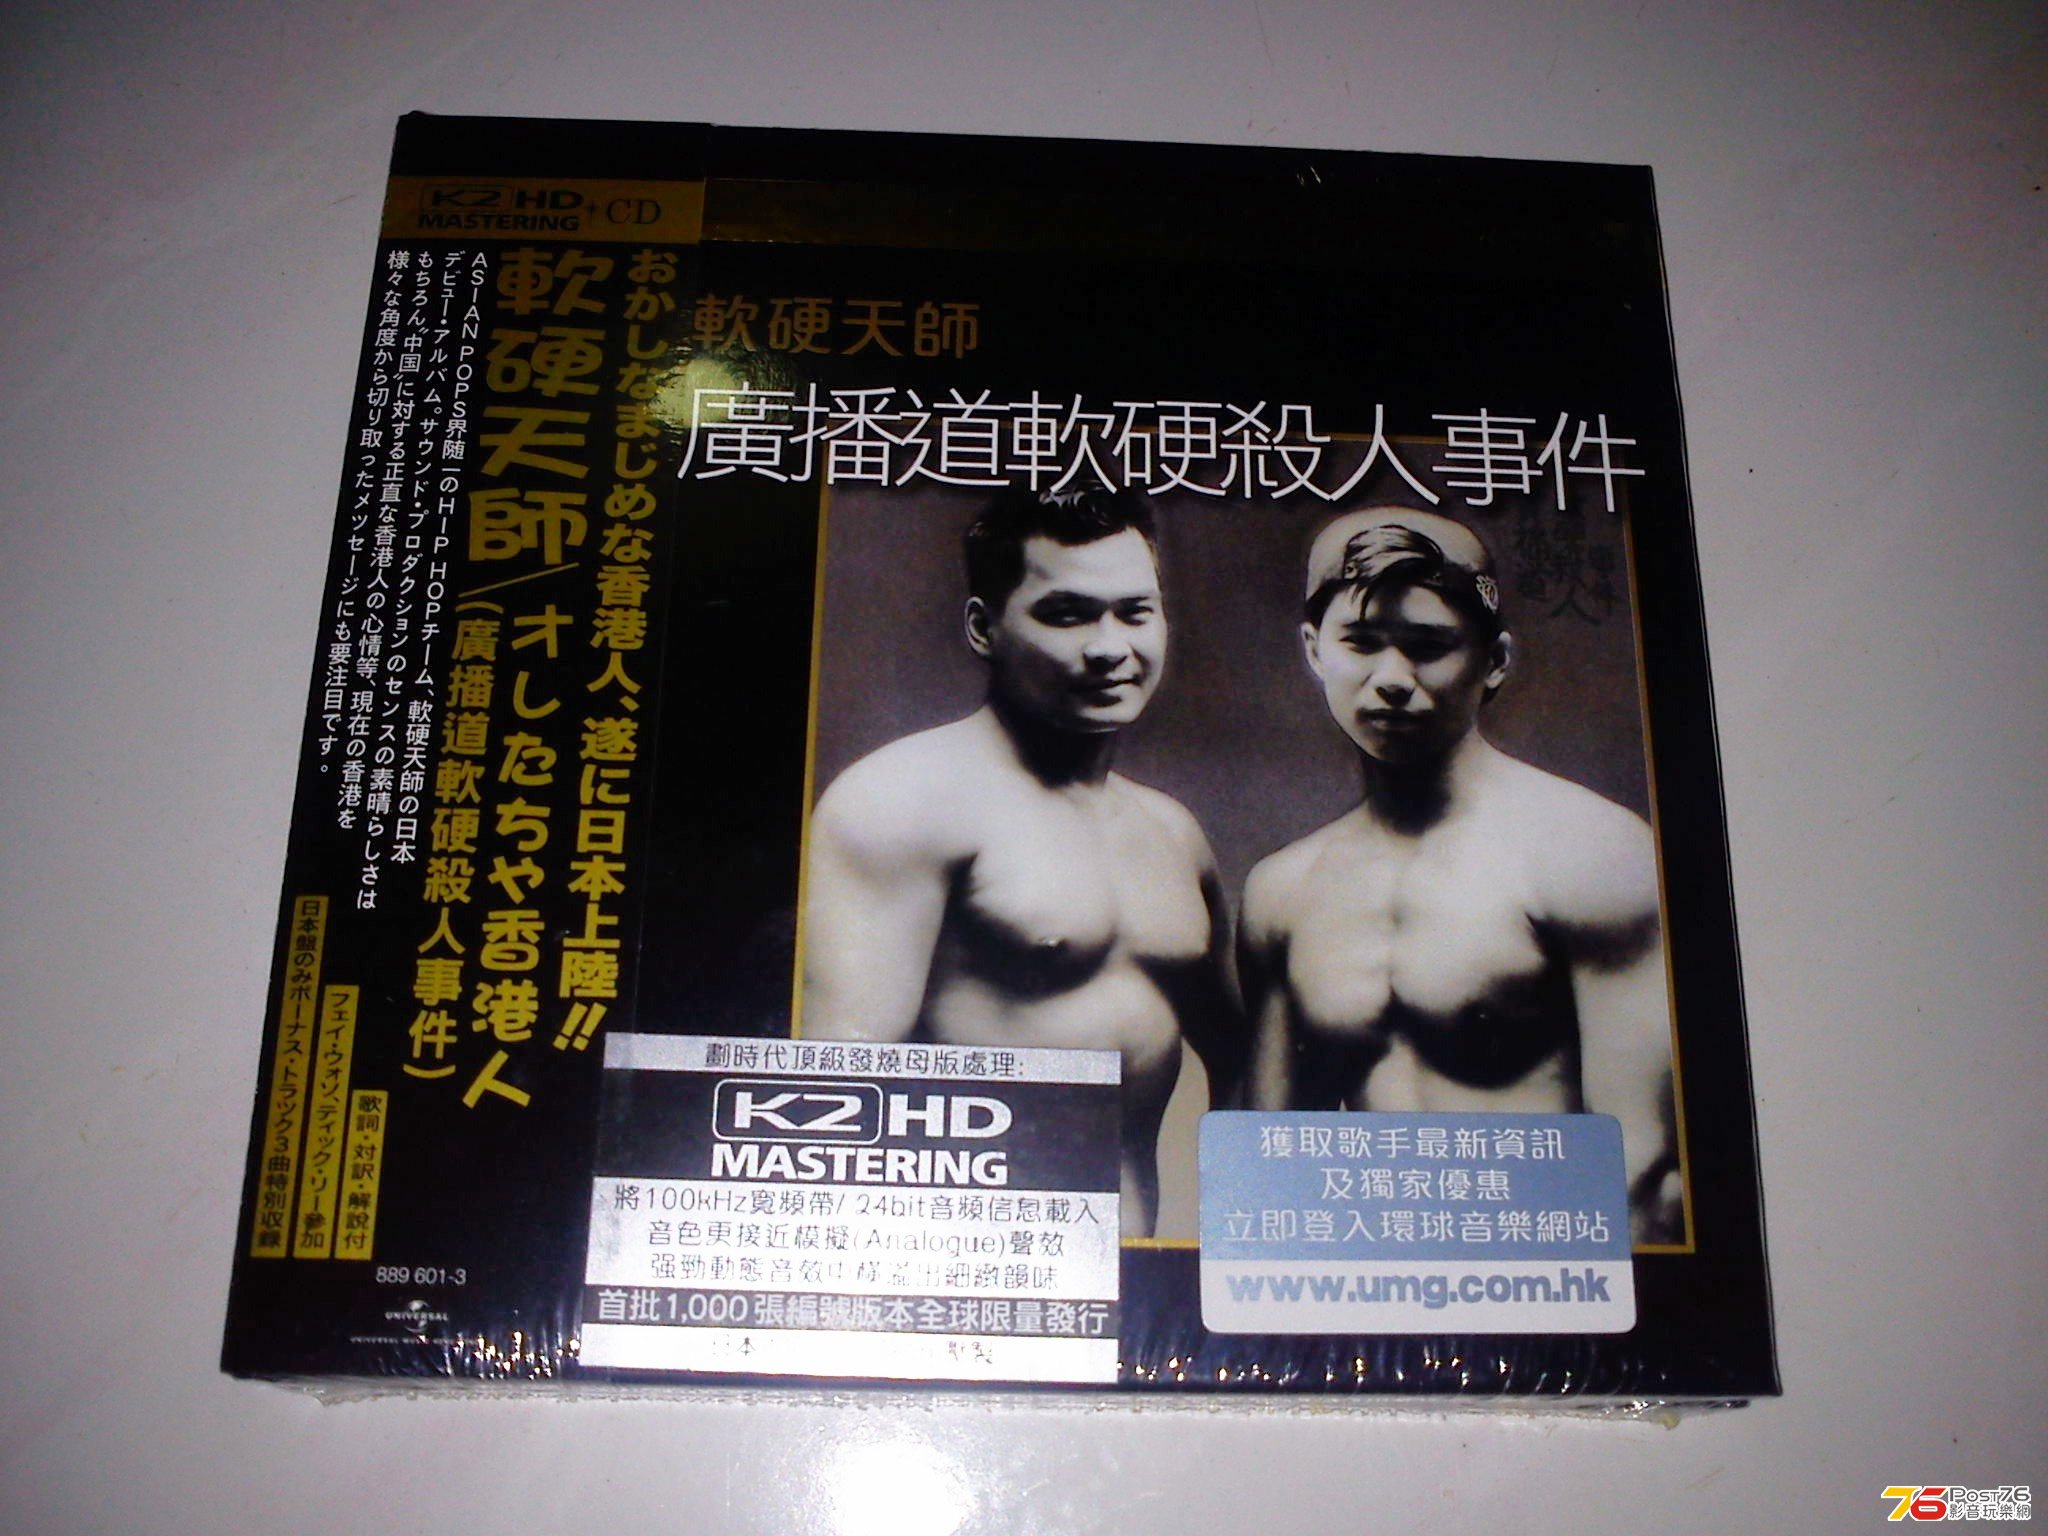 K2 HD + CD
MASTERING
おかしなまじめな香港人、遂に日本上陸!!
軟硬天師/オレたちゃ香港人
(廣播道軟硬殺人事件)
ASIAN POPS界随一のHIP HOPチーム、軟硬天師の日本
デビュー・アルバム。サウンド・プロダクションのセンスの素晴らしさは
もちろん"中国"に対する正直な香港人の心情等、現在の香港を
様々な角度から切り取ったメッセージにも要注目です。
歌詞・対訳・解說付
フェイ・ウォン、ディック・リー参加
日本盤のみボーナス・トラック3曲特別収録
889 601-3
UNIVERSAL
軟硬天師
廣播道軟硬殺人事件
劃時代頂級發燒母版處理:
K2 HD
MASTERING
將100kHz寬頻帶/ 24bit音頻信息載入
音色更接近模擬(Analogue)聲效
强勁動態音效中橫溢出細緻韻味
首批1,000張編號版本全球限量發行
日本
獲取歌手最新資訊
及獨家優惠
立即登入環球音樂網站
www.umg.com.hk
76 Post76
影音玩樂網